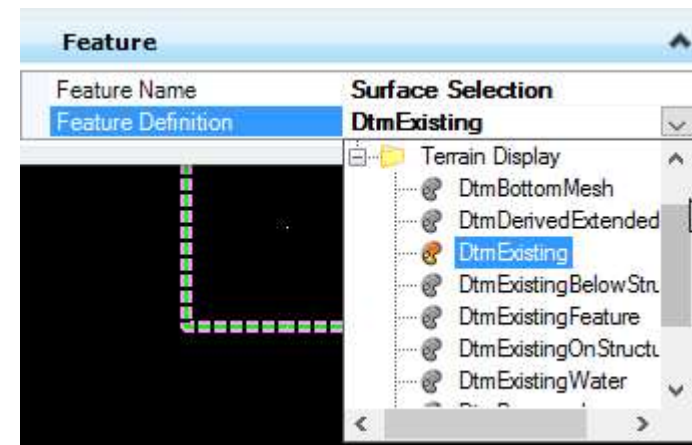 Feature
Feature Name Surface Selection
Feature Definition DtmExisting
Terrain Display
DtmBottomMesh
DtmDerivedExtended
DtmExisting
DtmExistingBelowStru
DtmExistingFeature
DtmExistingOnStructu
DtmExistingWater